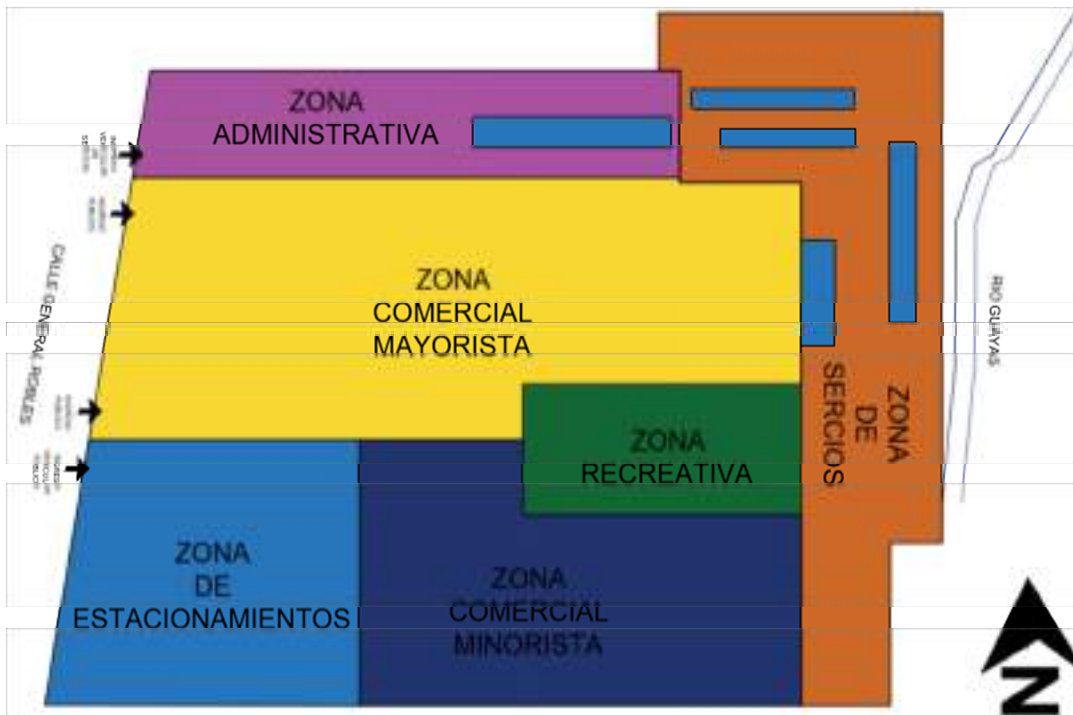 ZONA
ADMINISTRATIVA
ZONA
COMERCIAL
MAYORISTA
ZONA
RECREATIVA
ZONA
DE
SERCIOS
ZONA
DE
ESTACIONAMIENTOS
ZONA
COMERCIAL
MINORISTA
CALLE GENERAL ROBLES
RIO GUAYAS
N